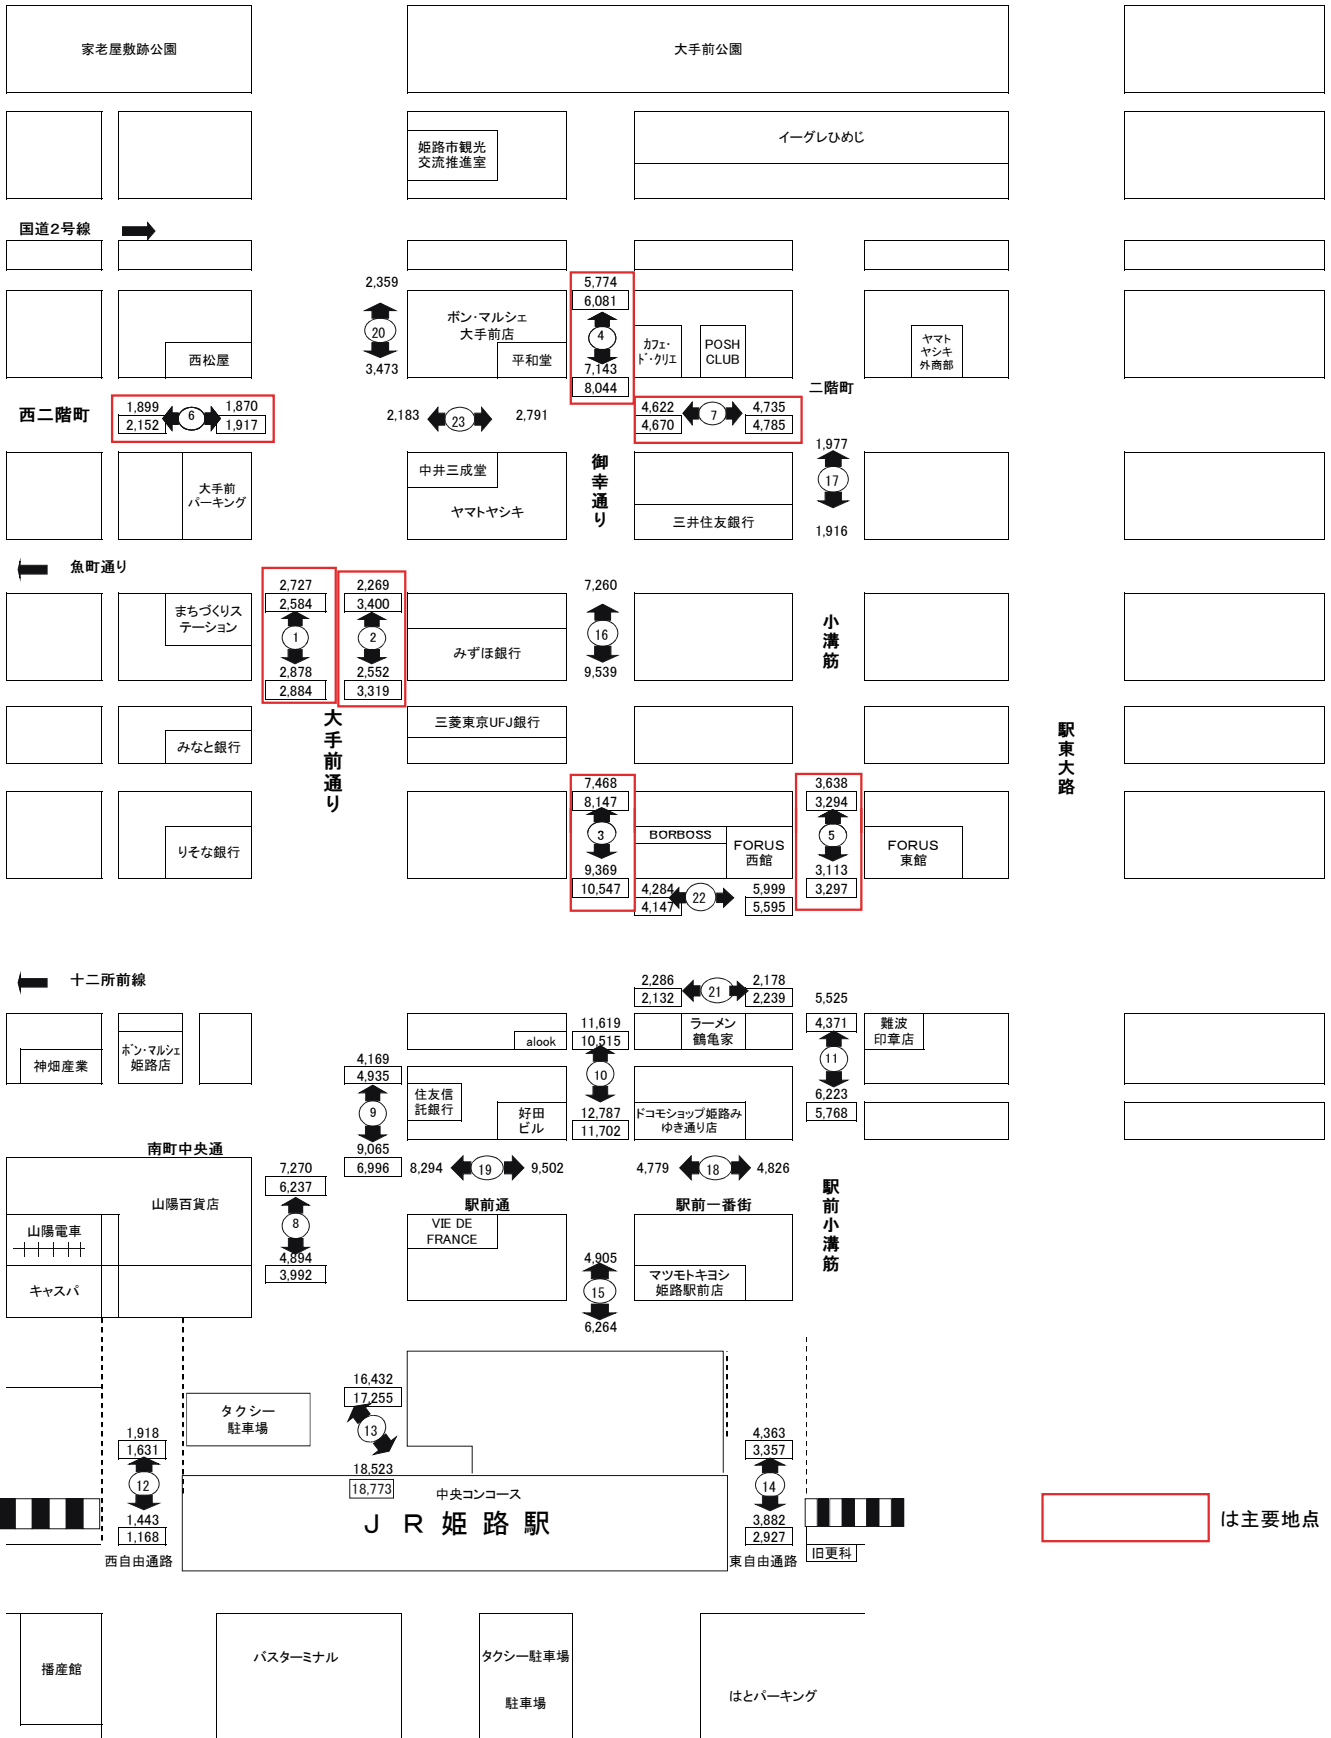 家老屋敷跡公園
大手前公園
姫路市観光
交流推進室
イーグレひめじ
国道2号線
2,359
20
3,473
ボン・マルシェ
大手前店
平和堂
西松屋
5,774
6,081
4
7,143
8,044
カフェ・
ド・クリエ
POSH
CLUB
ヤマト
ヤシキ
外商部
二階町
西二階町
1,899
2,152
6
1,870
1,917
2,183
23
2,791
4,622
4,670
7
4,735
4,785
1,977
17
1,916
大手前
パーキング
中井三成堂
ヤマトヤシキ
御幸通り
三井住友銀行
魚町通り
まちづくりス
テーション
2,727
2,584
1
2,878
2,884
2,269
3,400
2
2,552
3,319
みずほ銀行
7,260
16
9,539
小溝筋
みなと銀行
大手前通り
三菱東京UFJ銀行
駅東大路
りそな銀行
7,468
8,147
3
9,369
10,547
BORBOSS
FORUS
西館
3,638
3,294
5
3,113
3,297
FORUS
東館
4,284
4,147
22
5,999
5,595
十二所前線
2,286
2,132
21
2,178
2,239
神畑産業
ボン・マルシェ
姫路店
alook
11,619
10,515
10
12,787
11,702
ラーメン
鶴亀家
5,525
4,371
11
6,223
5,768
難波
印章店
4,169
4,935
9
9,065
6,996
住友信
託銀行
好田
ビル
ドコモショップ姫路み
ゆき通り店
南町中央通
山陽百貨店
山陽電車
キャスパ
7,270
6,237
8
4,894
3,992
8,294
19
9,502
4,779
18
4,826
駅前通
駅前一番街
駅前小溝筋
VIE DE
FRANCE
4,905
15
6,264
マツモトキヨシ
姫路駅前店
タクシー
駐車場
16,432
17,255
13
18,523
18,773
1,918
1,631
12
1,443
1,168
西自由通路
中央コンコース
JR姫路駅
4,363
3,357
14
3,882
2,927
東自由通路
旧更科
は主要地点
播産館
バスターミナル
タクシー駐車場
駐車場
はとパーキング